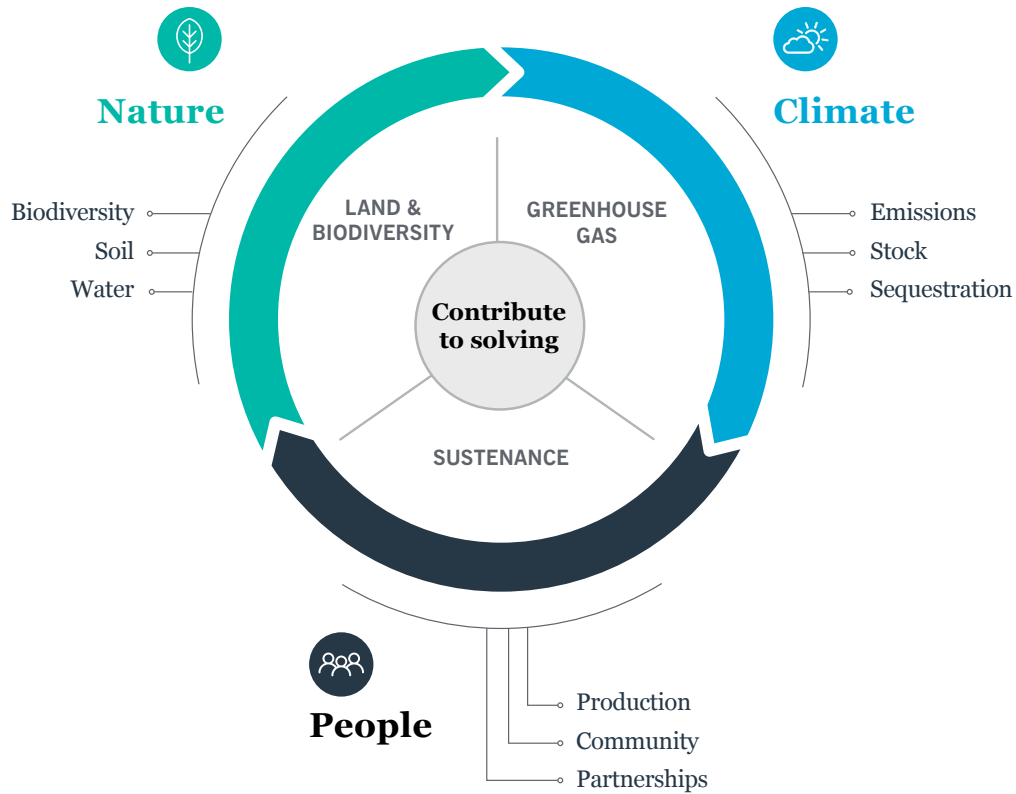 Nature
Climate
Biodiversity
Soil
Water
LAND &
BIODIVERSITY
GREENHOUSE
GAS
Emissions
Stock
Sequestration
Contribute
to solving
SUSTENANCE
People
Production
Community
Partnerships